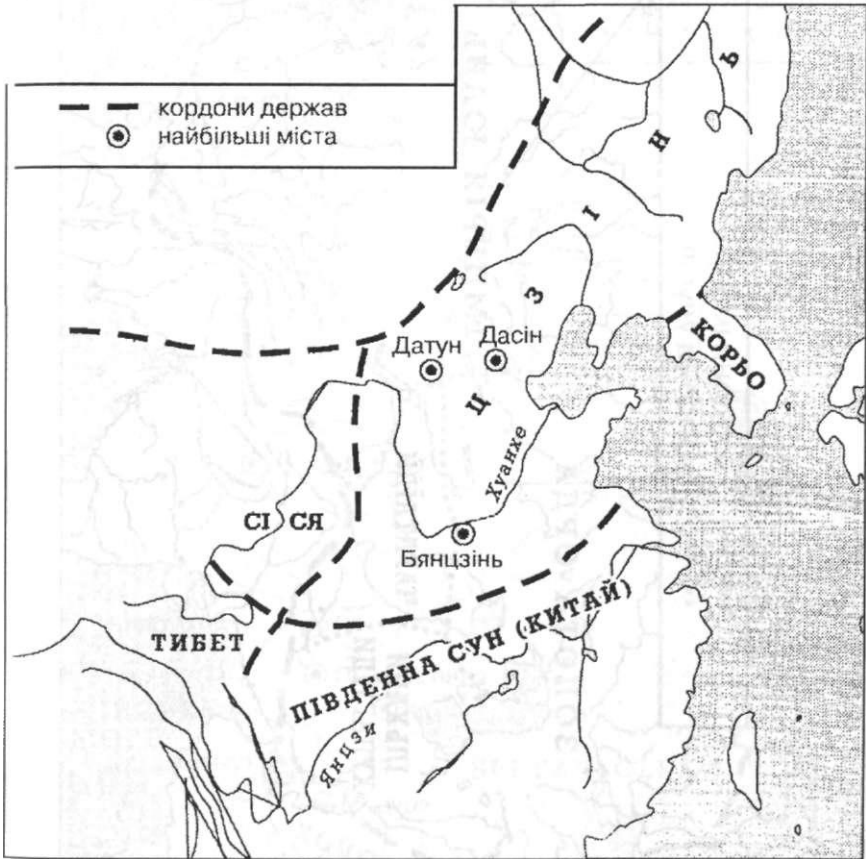 кордони держав
найбільші міста
ЦЗІНЬ
Датун
Дасін
КОРЬО
Хуанхе
СІ СЯ
Бянцзінь
ТИБЕТ
ПІВДЕННА СУН (КИТАЙ)
Янцзи